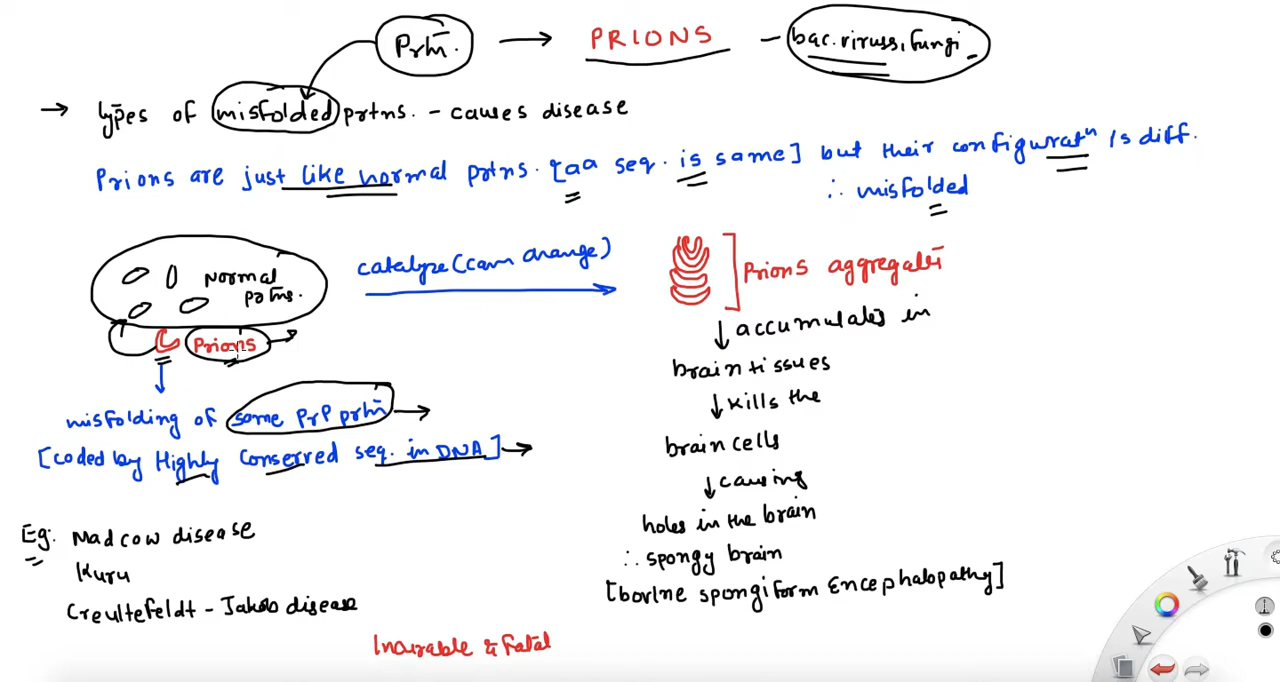 Prtn. → PRIONS - bac. viruses, fungi
→ types of misfolded prtns. - causes disease
Prions are just like normal prtns. [aa seq. is same] but their configuratⁿ is diff.
∴ misfolded
Normal prtns.
Prions
catalyze (can change)
misfolding of some PrP prtn
[coded by Highly conserved seq. in DNA]
Prions aggregates
↓ accumulates in
brain tissues
↓ kills the
brain cells
↓ causing
holes in the brain
∴ spongy brain
[bovine spongiform Encephalopathy]
Eg: Mad cow disease
Kuru
Creultefeldt - Jakob disease
Incurable & Fatal